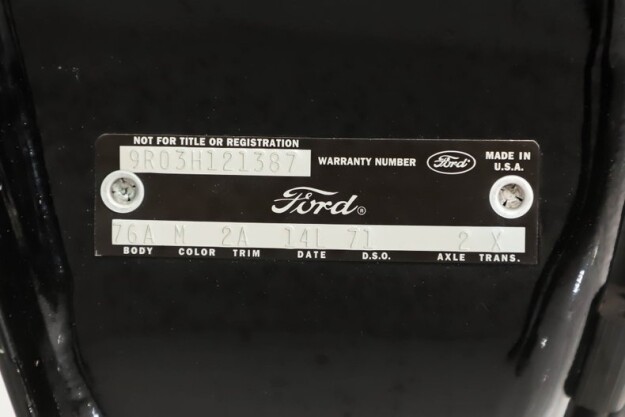 NOT FOR TITLE OR REGISTRATION
9R03H121387 WARRANTY NUMBER Ford MADE IN U.S.A.
Ford®
76A M 2A 14L 71 2 X
BODY COLOR TRIM DATE D.S.O. AXLE TRANS.